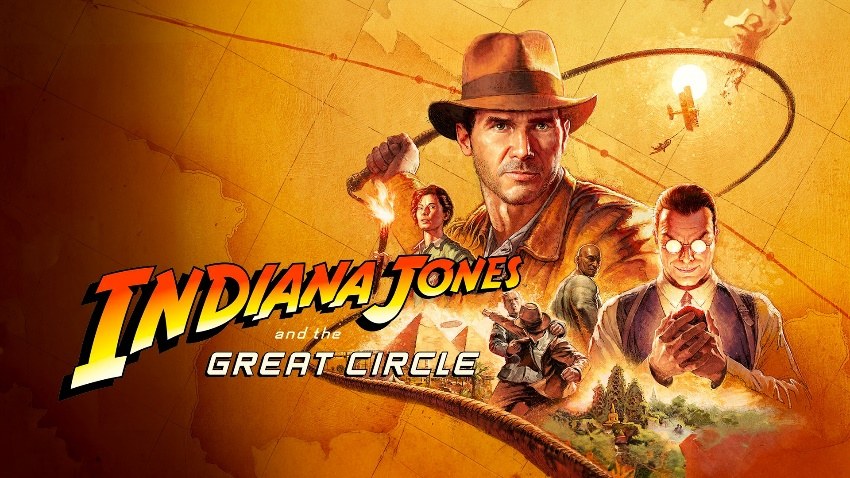 INDIANA JONES
and the
GREAT CIRCLE